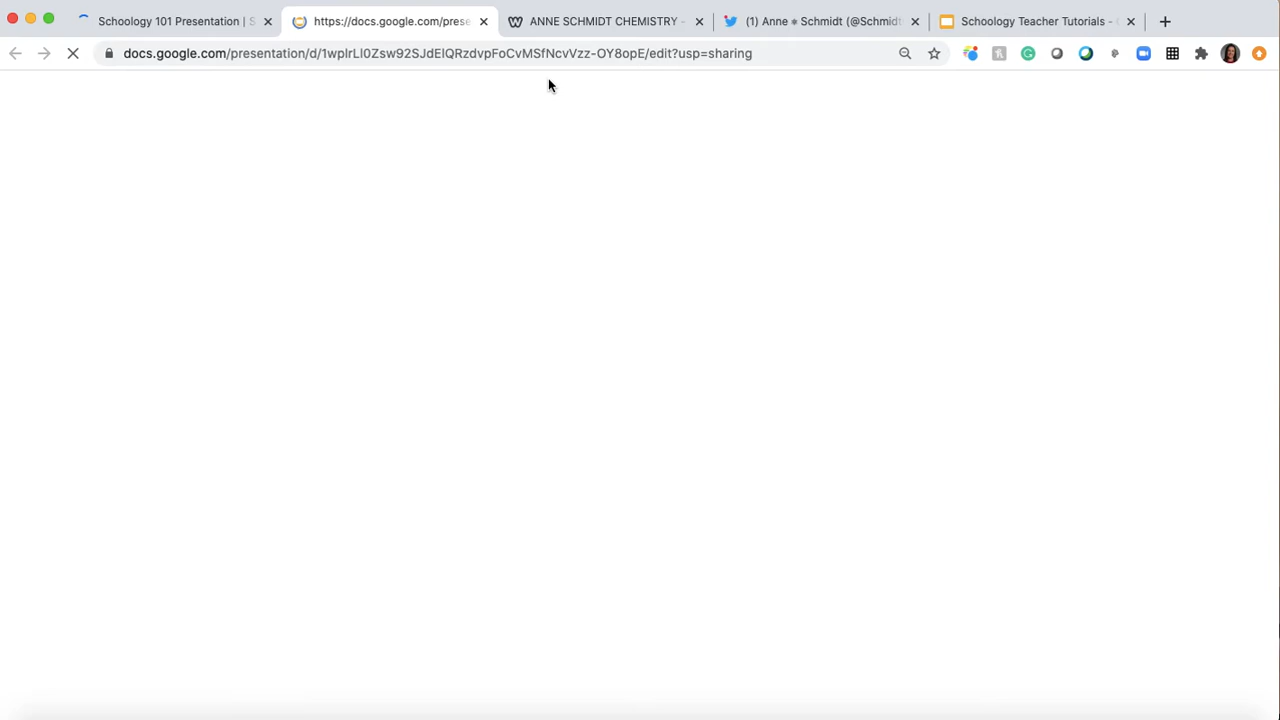 Schoology 101 Presentation | S
https://docs.google.com/prese
ANNE SCHMIDT CHEMISTRY -
(1) Anne ⚛ Schmidt (@Schmidt
Schoology Teacher Tutorials -
docs.google.com/presentation/d/1wplrLl0Zsw92SJdElQRzdvpFoCvMSfNcvVzz-OY8opE/edit?usp=sharing